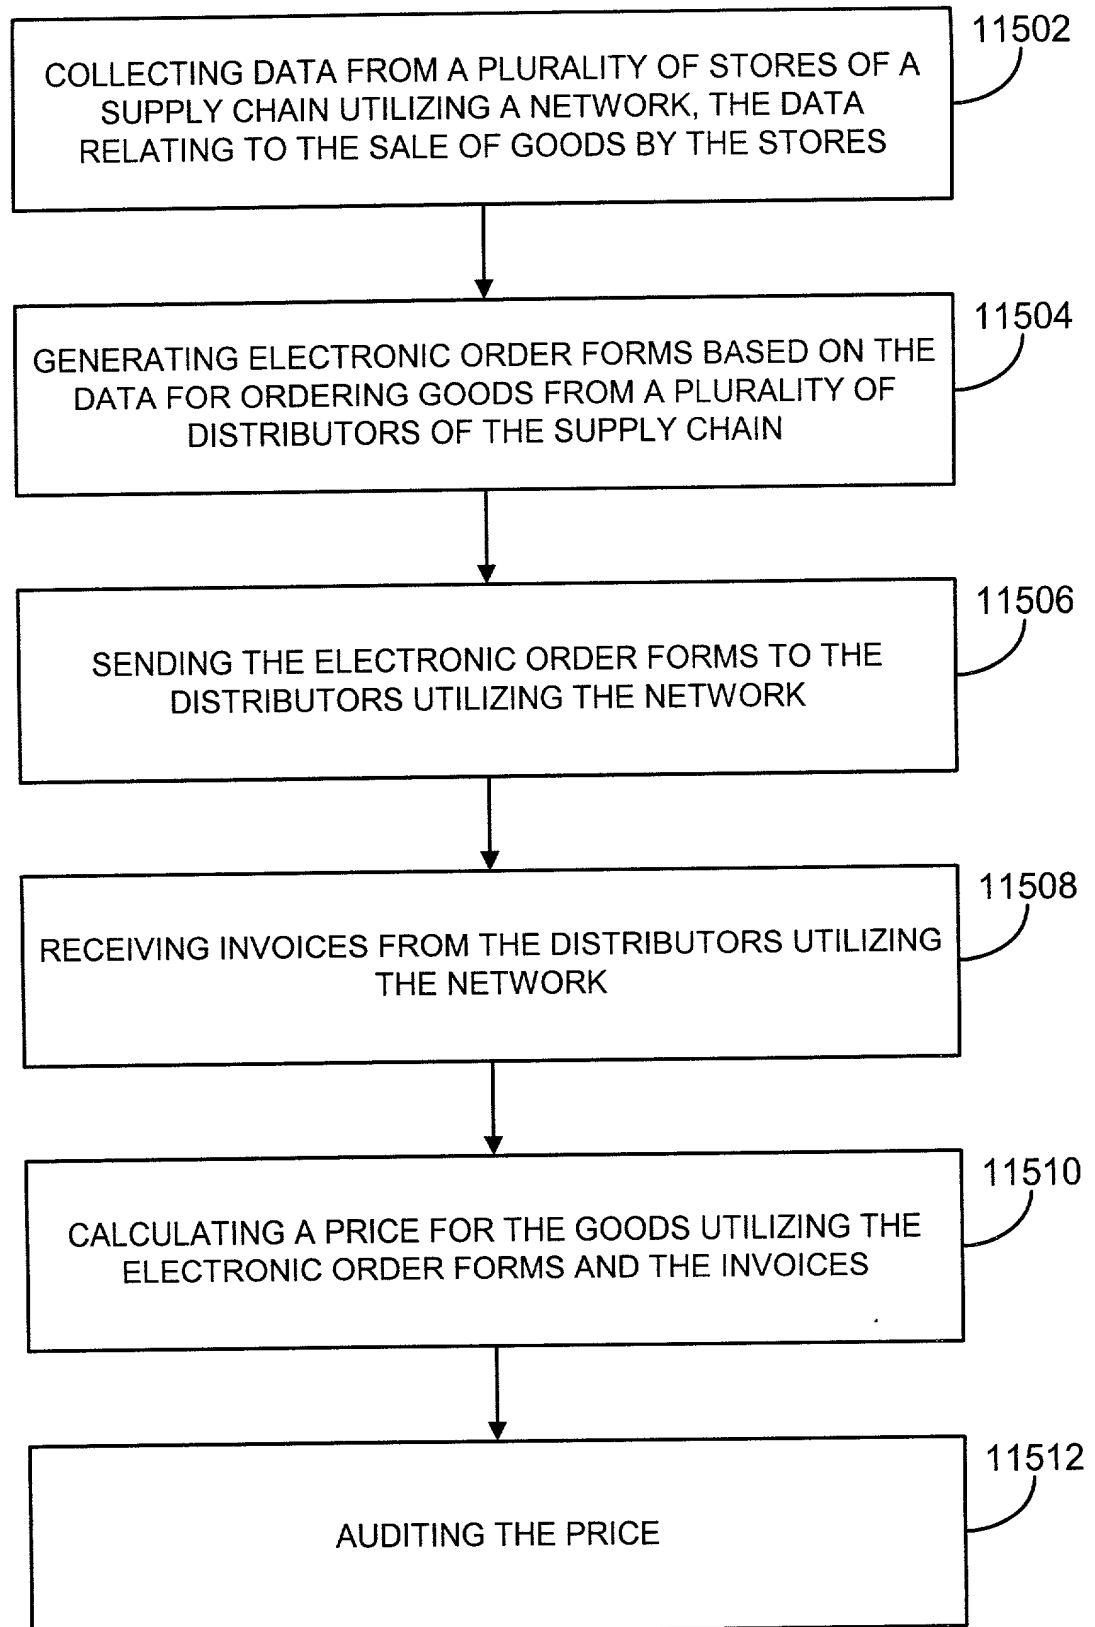 11502
COLLECTING DATA FROM A PLURALITY OF STORES OF A
SUPPLY CHAIN UTILIZING A NETWORK, THE DATA
RELATING TO THE SALE OF GOODS BY THE STORES
11504
GENERATING ELECTRONIC ORDER FORMS BASED ON THE
DATA FOR ORDERING GOODS FROM A PLURALITY OF
DISTRIBUTORS OF THE SUPPLY CHAIN
11506
SENDING THE ELECTRONIC ORDER FORMS TO THE
DISTRIBUTORS UTILIZING THE NETWORK
11508
RECEIVING INVOICES FROM THE DISTRIBUTORS UTILIZING
THE NETWORK
11510
CALCULATING A PRICE FOR THE GOODS UTILIZING THE
ELECTRONIC ORDER FORMS AND THE INVOICES
11512
AUDITING THE PRICE